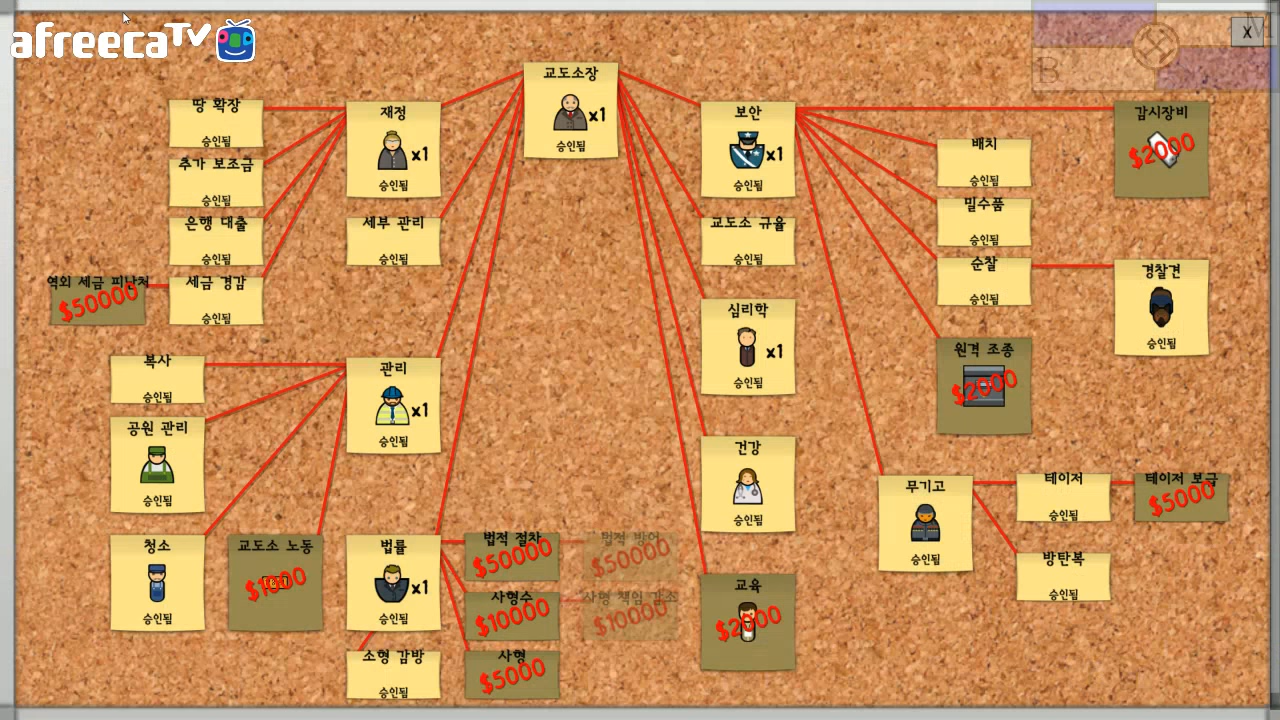 afreecaTV
X
M
B
교도소장
x1
승인됨
땅 확장
승인됨
추가 보조금
승인됨
은행 대출
승인됨
역외 세금 피난처
$50000
세금 경감
승인됨
재정
x1
승인됨
세부 관리
승인됨
보안
x1
승인됨
교도소 규율
승인됨
심리학
x1
승인됨
건강
승인됨
교육
$2000
배치
승인됨
밀수품
승인됨
순찰
승인됨
원격 조종
$2000
감시장비
$2000
경찰견
승인됨
복사
승인됨
공원 관리
승인됨
청소
승인됨
교도소 노동
$1000
관리
x1
승인됨
법률
x1
승인됨
소형 감방
승인됨
법적 절차
$50000
법적 방어
$50000
사형수
$10000
사형 책임 감소
$10000
사형
$5000
무기고
승인됨
테이저
승인됨
테이저 보급
$5000
방탄복
승인됨